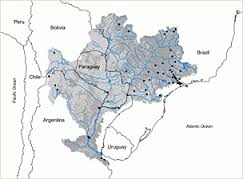 Peru
Bolivia
Brazil
Paraguay
Chile
Pacific Ocean
Argentina
Atlantic Ocean
Uruguay